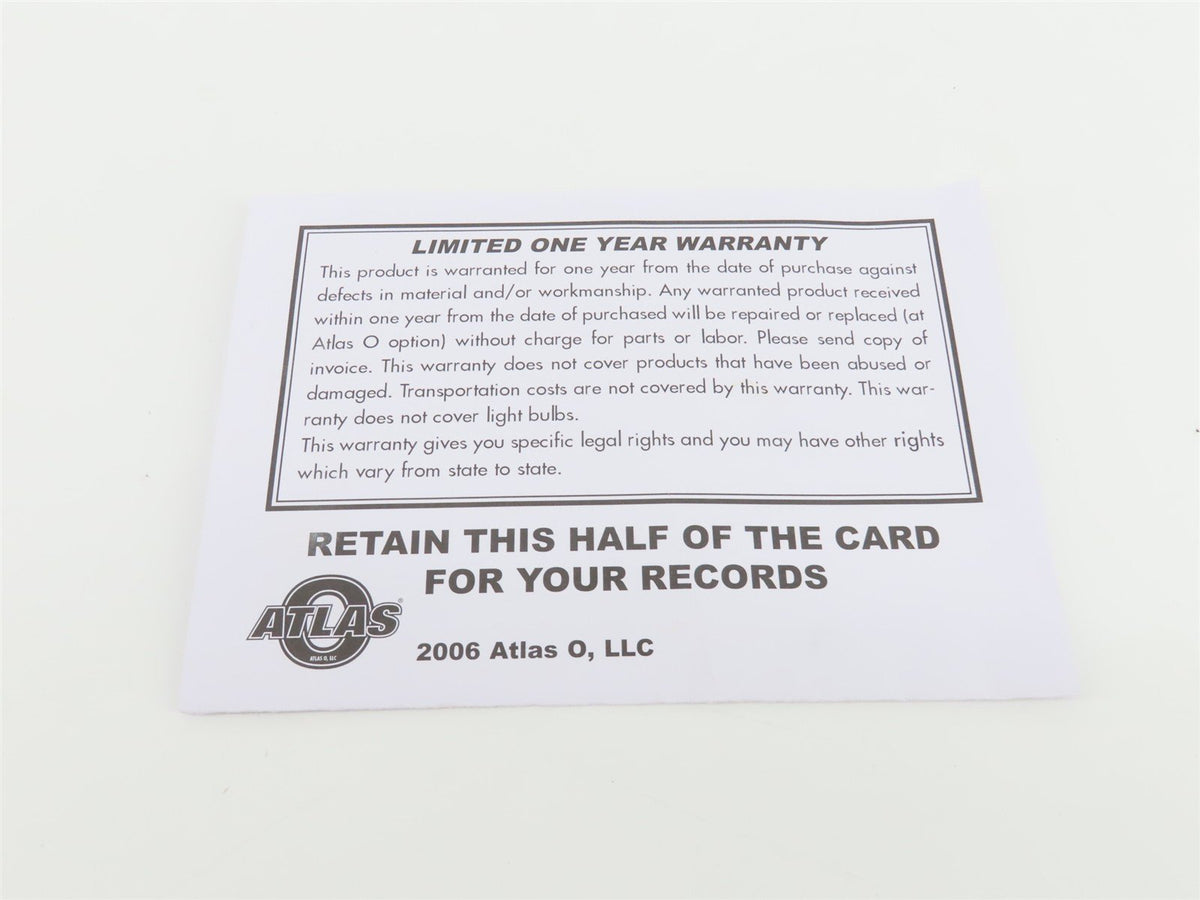 LIMITED ONE YEAR WARRANTY
This product is warranted for one year from the date of purchase against
defects in material and/or workmanship. Any warranted product received
within one year from the date of purchased will be repaired or replaced (at
Atlas O option) without charge for parts or labor. Please send copy of
invoice. This warranty does not cover products that have been abused or
damaged. Transportation costs are not covered by this warranty. This war-
ranty does not cover light bulbs.
This warranty gives you specific legal rights and you may have other rights
which vary from state to state.
RETAIN THIS HALF OF THE CARD
FOR YOUR RECORDS
ATLAS®
ATLAS O, LLC
2006 Atlas O, LLC